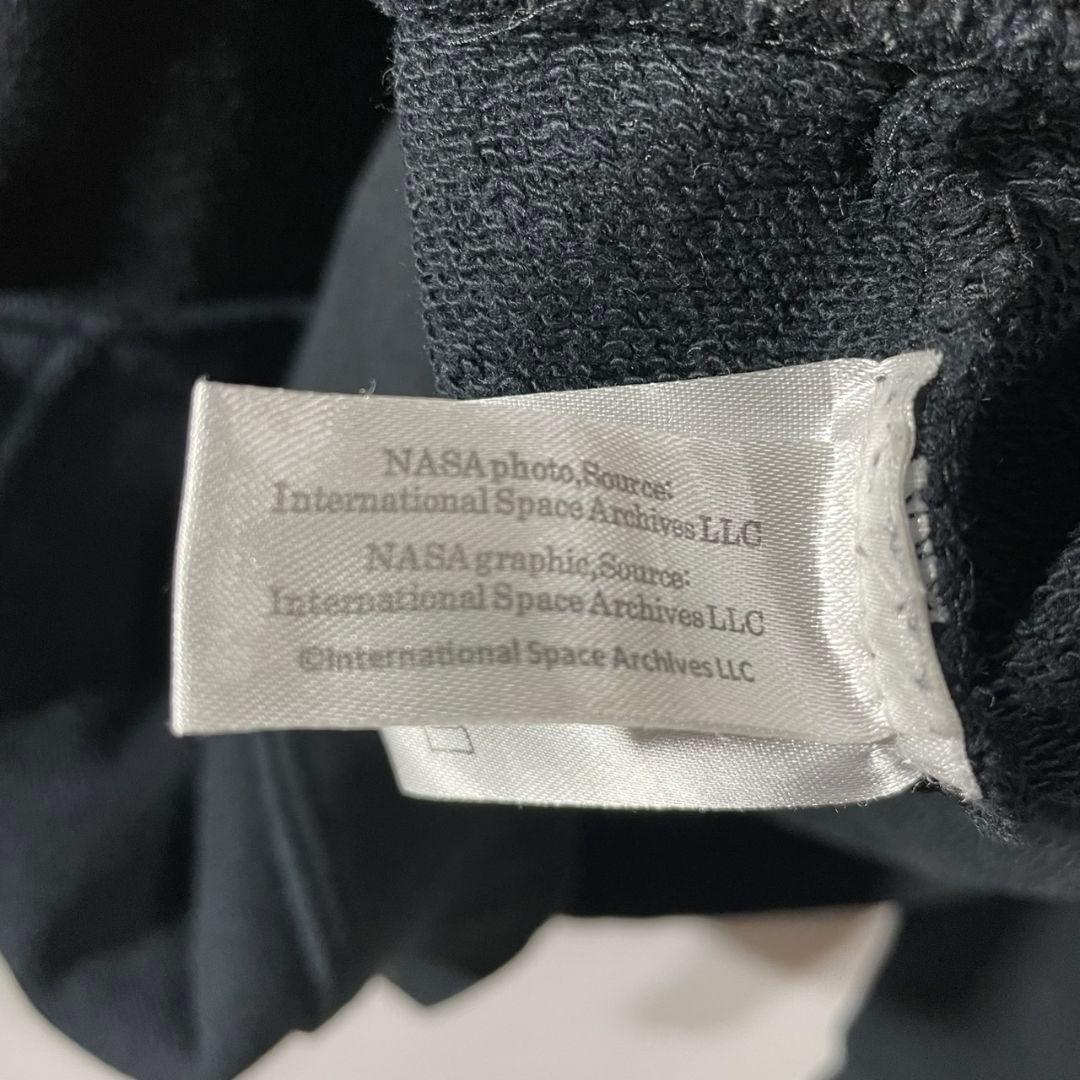 NASA photo,Source:
International Space Archives LLC
NASA graphic,Source:
International Space Archives LLC
©International Space Archives LLC